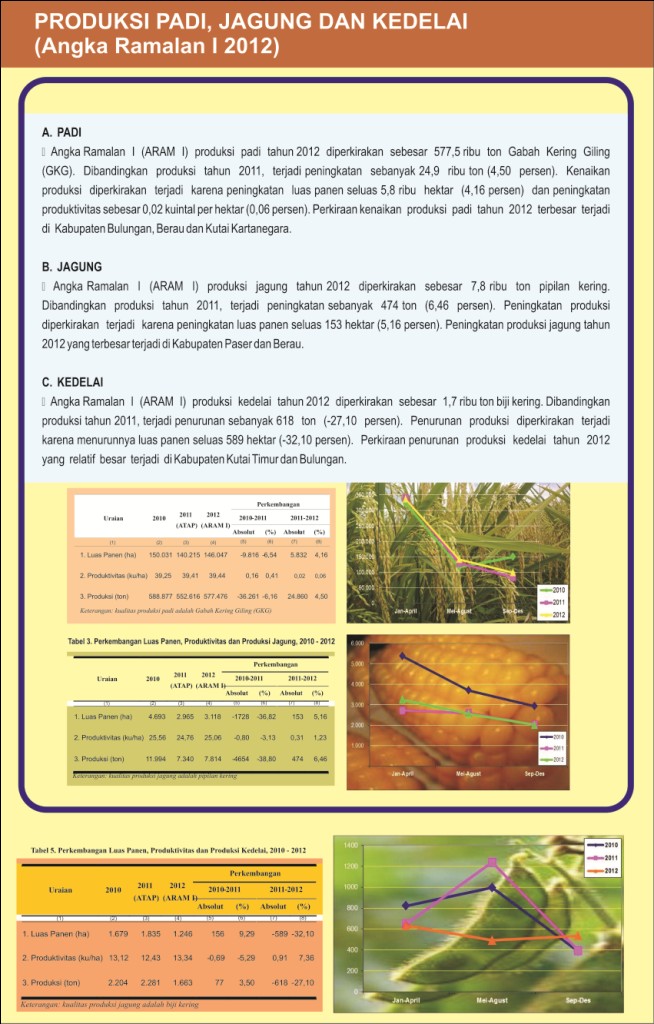 PRODUKSI PADI, JAGUNG DAN KEDELAI
(Angka Ramalan I 2012)
A. PADI
Angka Ramalan I (ARAM I) produksi padi tahun 2012 diperkirakan sebesar 577,5 ribu ton Gabah Kering Giling
(GKG). Dibandingkan produksi tahun 2011, terjadi peningkatan sebanyak 24,9 ribu ton (4,50 persen). Kenaikan
produksi diperkirakan terjadi karena peningkatan luas panen seluas 5,8 ribu hektar (4,16 persen) dan peningkatan
produktivitas sebesar 0,02 kuintal per hektar (0,06 persen). Perkiraan kenaikan produksi padi tahun 2012 terbesar terjadi
di Kabupaten Bulungan, Berau dan Kutai Kartanegara.
B. JAGUNG
Angka Ramalan I (ARAM I) produksi jagung tahun 2012 diperkirakan sebesar 7,8 ribu ton pipilan kering.
Dibandingkan produksi tahun 2011, terjadi peningkatan sebanyak 474 ton (6,46 persen). Peningkatan produksi
diperkirakan terjadi karena peningkatan luas panen seluas 153 hektar (5,16 persen). Peningkatan produksi jagung tahun
2012 yang terbesar terjadi di Kabupaten Paser dan Berau.
C. KEDELAI
Angka Ramalan I (ARAM I) produksi kedelai tahun 2012 diperkirakan sebesar 1,7 ribu ton biji kering. Dibandingkan
produksi tahun 2011, terjadi penurunan sebanyak 618 ton (-27,10 persen). Penurunan produksi diperkirakan terjadi
karena menurunnya luas panen seluas 589 hektar (-32,10 persen). Perkiraan penurunan produksi kedelai tahun 2012
yang relatif besar terjadi di Kabupaten Kutai Timur dan Bulungan.
Perkembangan
Uraian 2010 2011 2012 2010-2011 2011-2012
(ATAP) (ARAM I) Absolut (%) Absolut (%)
(1) (2) (3) (4) (5) (6) (7) (8)
1. Luas Panen (ha) 150.031 140.215 146.047 -9.816 -6,54 5.832 4,16
2. Produktivitas (ku/ha) 39,25 39,41 39,44 0,16 0,41 0,02 0,06
3. Produksi (ton) 588.877 552.616 577.476 -36.261 -6,16 24.860 4,50
Keterangan: kualitas produksi padi adalah Gabah Kering Giling (GKG)
350.000
300.000
250.000
200.000
150.000
100.000
50.000
0
Jan-April Mei-Agust Sep-Des
2010
2011
2012
Tabel 3. Perkembangan Luas Panen, Produktivitas dan Produksi Jagung, 2010 - 2012
Perkembangan
Uraian 2010 2011 2012 2010-2011 2011-2012
(ATAP) (ARAM I) Absolut (%) Absolut (%)
(1) (2) (3) (4) (5) (6) (7) (8)
1. Luas Panen (ha) 4.693 2.965 3.118 -1728 -36,82 153 5,16
2. Produktivitas (ku/ha) 25,56 24,76 25,06 -0,80 -3,13 0,31 1,23
3. Produksi (ton) 11.994 7.340 7.814 -4654 -38,80 474 6,46
Keterangan: kualitas produksi jagung adalah pipilan kering
6.000
5.000
4.000
3.000
2.000
1.000
Jan-April Mei-Agust Sep-Des
2010
2011
2012
Tabel 5. Perkembangan Luas Panen, Produktivitas dan Produksi Kedelai, 2010 - 2012
Perkembangan
Uraian 2010 2011 2012 2010-2011 2011-2012
(ATAP) (ARAM I) Absolut (%) Absolut (%)
(1) (2) (3) (4) (5) (6) (7) (8)
1. Luas Panen (ha) 1.679 1.835 1.246 156 9,29 -589 -32,10
2. Produktivitas (ku/ha) 13,12 12,43 13,34 -0,69 -5,29 0,91 7,36
3. Produksi (ton) 2.204 2.281 1.663 77 3,50 -618 -27,10
Keterangan: kualitas produksi jagung adalah biji kering
1400
1200
1000
800
600
400
200
0
Jan-April Mei-Agust Sep-Des
2010
2011
2012